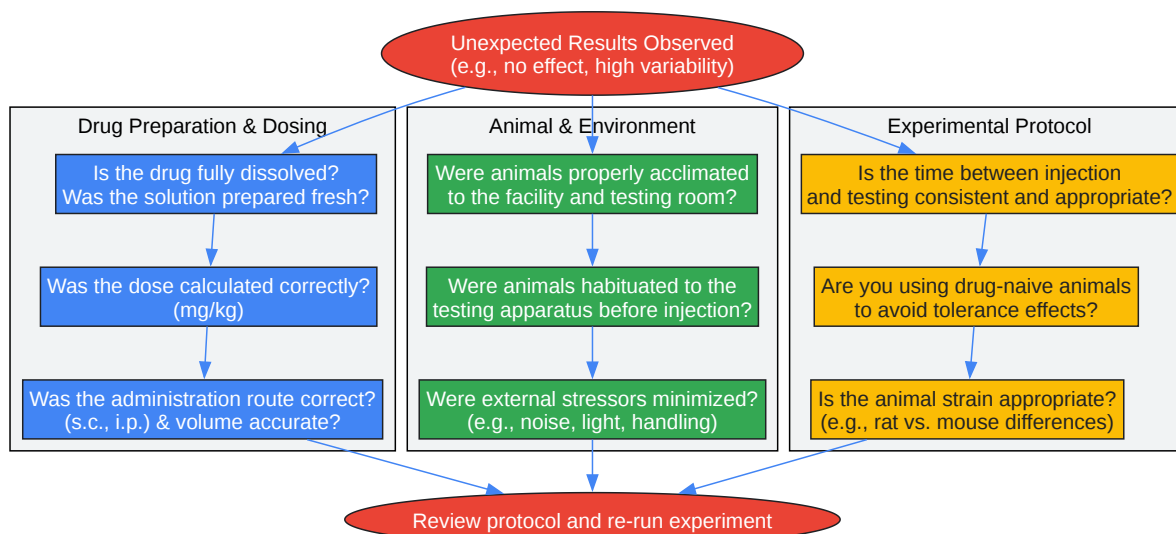 Unexpected Results Observed
(e.g., no effect, high variability)
Drug Preparation & Dosing
Is the drug fully dissolved?
Was the solution prepared fresh?
Was the dose calculated correctly?
(mg/kg)
Was the administration route correct?
(s.c., i.p.) & volume accurate?
Animal & Environment
Were animals properly acclimated
to the facility and testing room?
Were animals habituated to the
testing apparatus before injection?
Were external stressors minimized?
(e.g., noise, light, handling)
Experimental Protocol
Is the time between injection
and testing consistent and appropriate?
Are you using drug-naive animals
to avoid tolerance effects?
Is the animal strain appropriate?
(e.g., rat vs. mouse differences)
Review protocol and re-run experiment